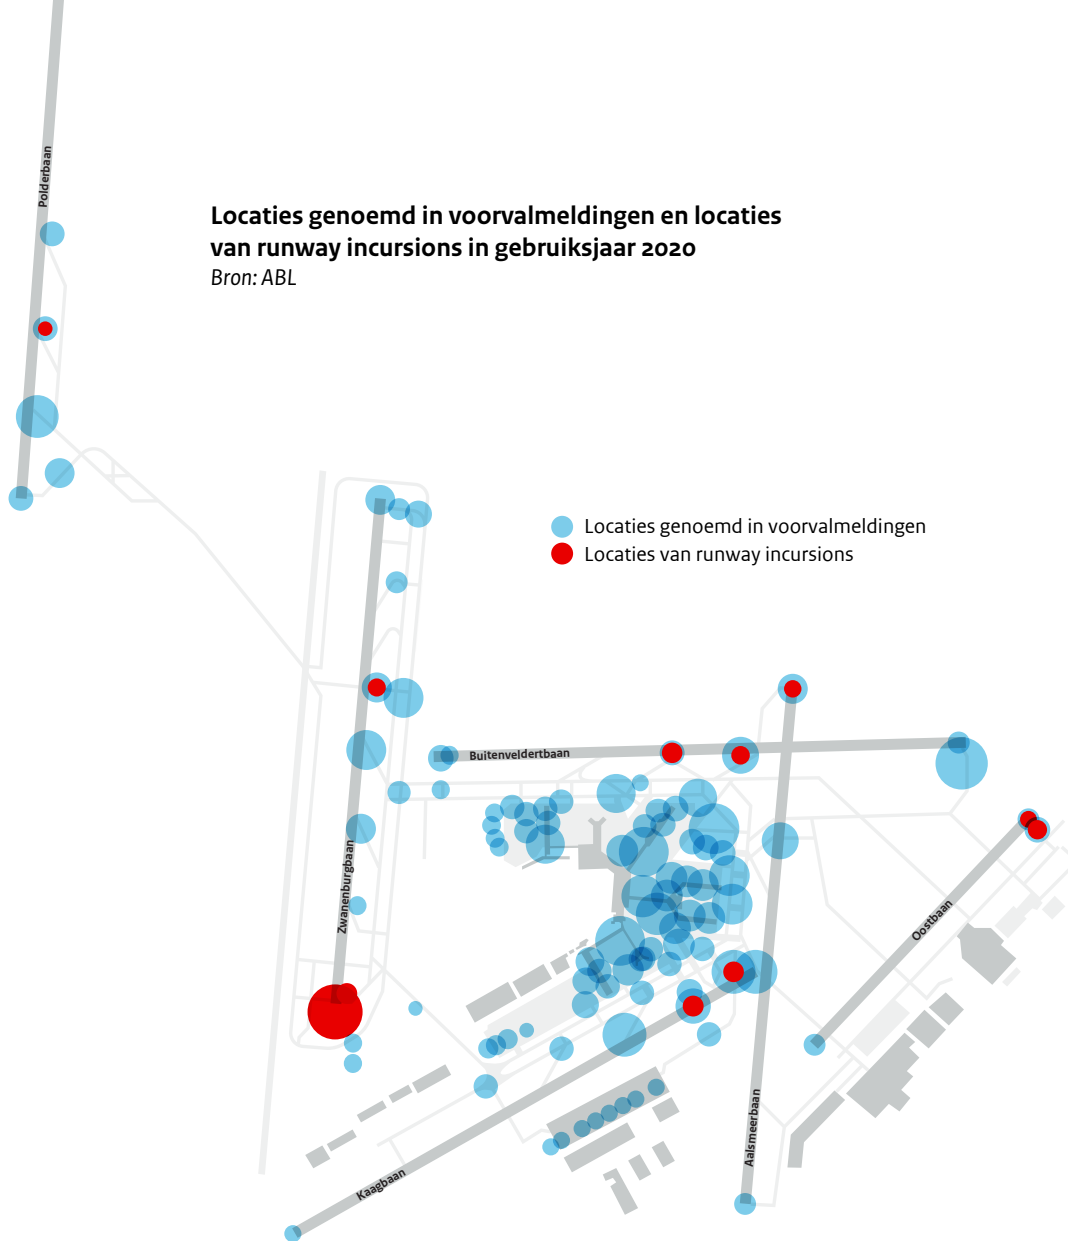 Polderbaan
Locaties genoemd in voorvalmeldingen en locaties
van runway incursions in gebruiksjaar 2020
Bron: ABL
Locaties genoemd in voorvalmeldingen
Locaties van runway incursions
Buitenveldertbaan
Zwanenburgbaan
Oostbaan
Aalsmeerbaan
Kaagbaan